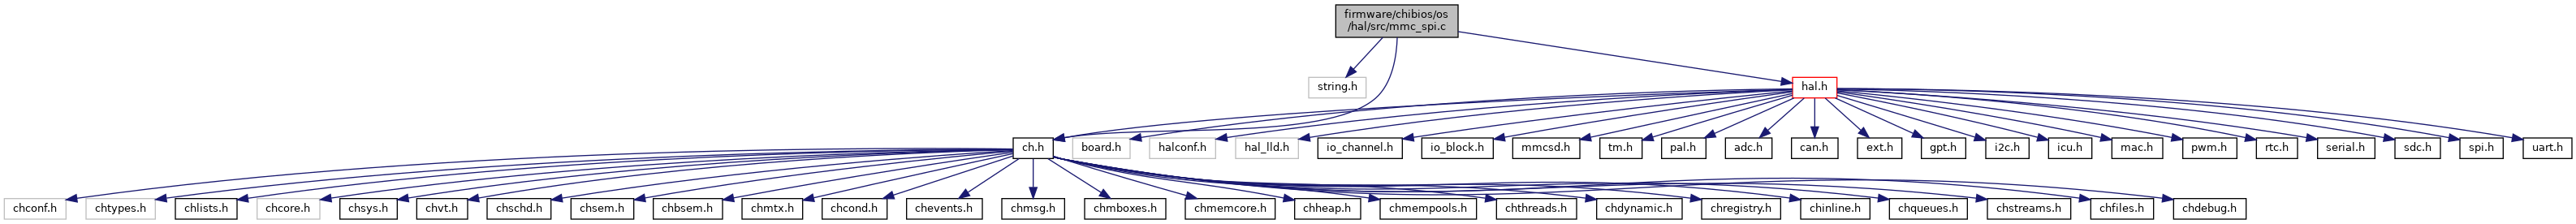 firmware/chibios/os
/hal/src/mmc_spi.c
string.h
hal.h
ch.h
board.h
halconf.h
hal_lld.h
io_channel.h
io_block.h
mmcsd.h
tm.h
pal.h
adc.h
can.h
ext.h
gpt.h
i2c.h
icu.h
mac.h
pwm.h
rtc.h
serial.h
sdc.h
spi.h
uart.h
chconf.h
chtypes.h
chlists.h
chcore.h
chsys.h
chvt.h
chschd.h
chsem.h
chbsem.h
chmtx.h
chcond.h
chevents.h
chmsg.h
chmboxes.h
chmemcore.h
chheap.h
chmempools.h
chthreads.h
chdynamic.h
chregistry.h
chinline.h
chqueues.h
chstreams.h
chfiles.h
chdebug.h